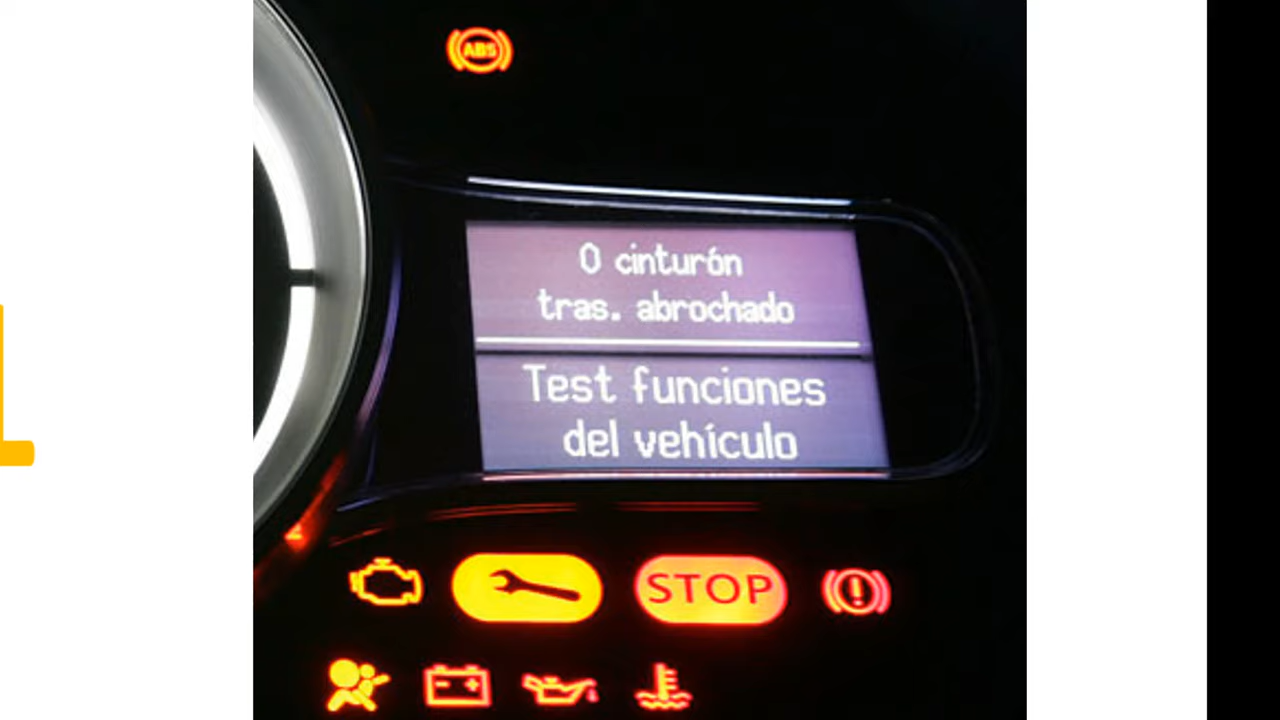 ABS
0 cinturón
tras. abrochado
Test funciones
del vehículo
STOP